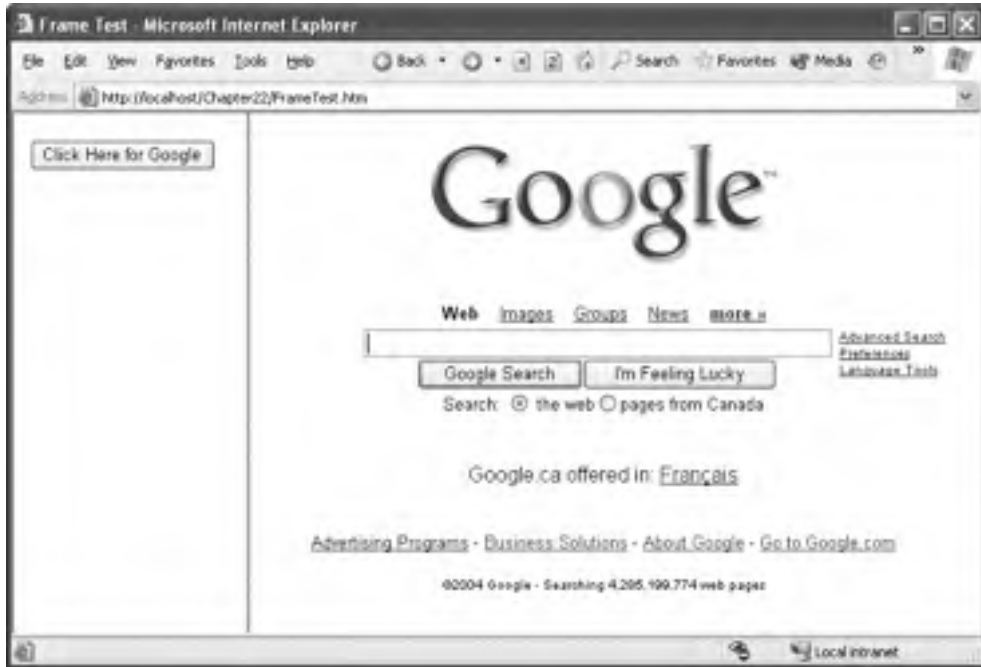 Frame Test - Microsoft Internet Explorer
File Edit View Favorites Tools Help Back Search Favorites Media »
Address http://localhost/Chapter22/FrameTest.htm
Click Here for Google
Google™
Web Images Groups News more »
Advanced Search
Preferences
Language Tools
Google Search I'm Feeling Lucky
Search: the web pages from Canada
Google.ca offered in: Français
Advertising Programs - Business Solutions - About Google - Go to Google.com
©2004 Google - Searching 4,285,199,774 web pages
Local intranet